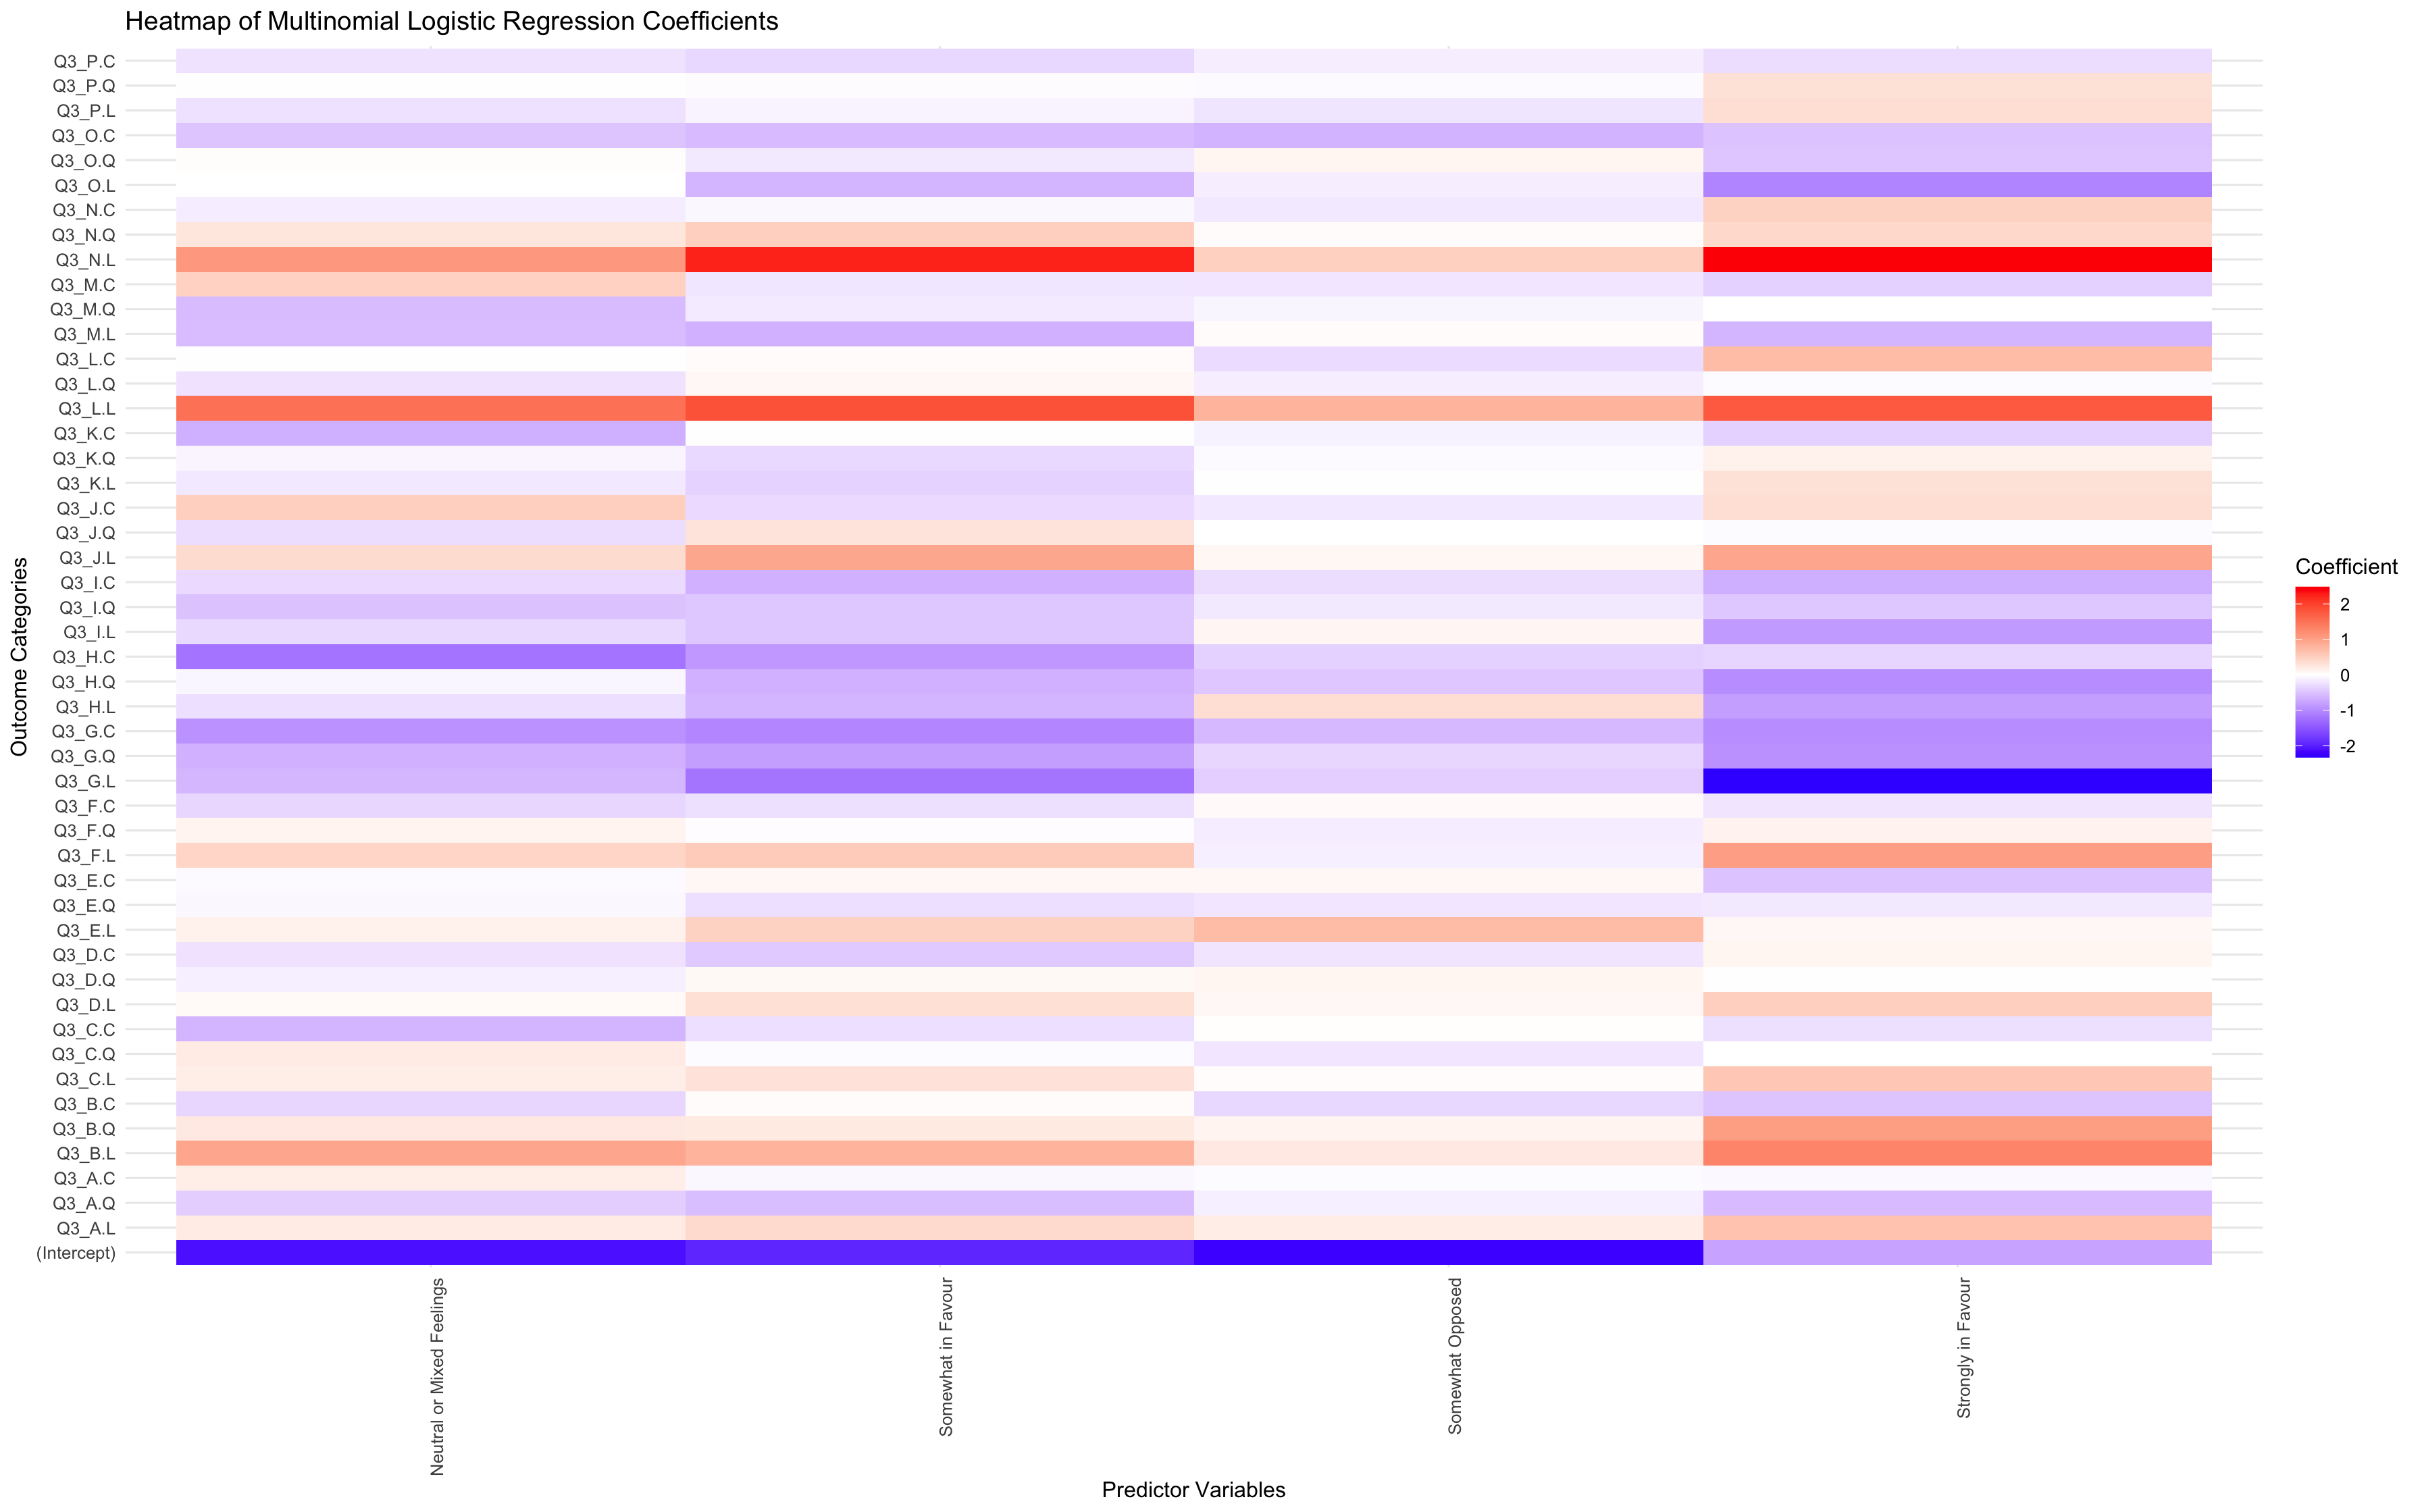 Heatmap of Multinomial Logistic Regression Coefficients
Outcome Categories
Q3_P.C
Q3_P.Q
Q3_P.L
Q3_O.C
Q3_O.Q
Q3_O.L
Q3_N.C
Q3_N.Q
Q3_N.L
Q3_M.C
Q3_M.Q
Q3_M.L
Q3_L.C
Q3_L.Q
Q3_L.L
Q3_K.C
Q3_K.Q
Q3_K.L
Q3_J.C
Q3_J.Q
Q3_J.L
Q3_I.C
Q3_I.Q
Q3_I.L
Q3_H.C
Q3_H.Q
Q3_H.L
Q3_G.C
Q3_G.Q
Q3_G.L
Q3_F.C
Q3_F.Q
Q3_F.L
Q3_E.C
Q3_E.Q
Q3_E.L
Q3_D.C
Q3_D.Q
Q3_D.L
Q3_C.C
Q3_C.Q
Q3_C.L
Q3_B.C
Q3_B.Q
Q3_B.L
Q3_A.C
Q3_A.Q
Q3_A.L
(Intercept)
Neutral or Mixed Feelings
Somewhat in Favour
Somewhat Opposed
Strongly in Favour
Predictor Variables
Coefficient
2
1
0
-1
-2